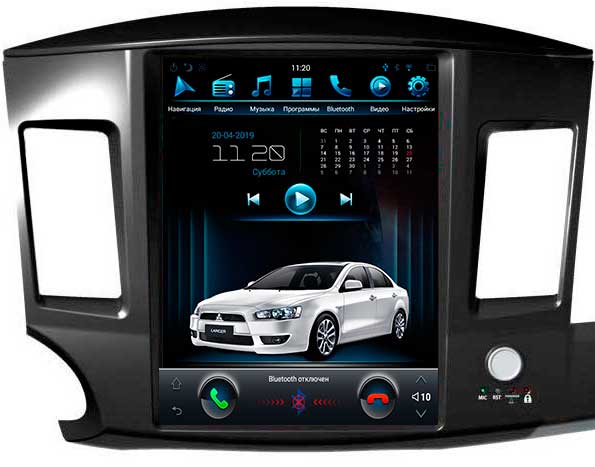 11:20
Навигация Радио Музыка Программы Bluetooth Видео Настройки
20-04-2019
11 20
Суббота
ВС ПН ВТ СР ЧТ ПТ СБ
LANCER
Bluetooth отключен
10
MIC RST